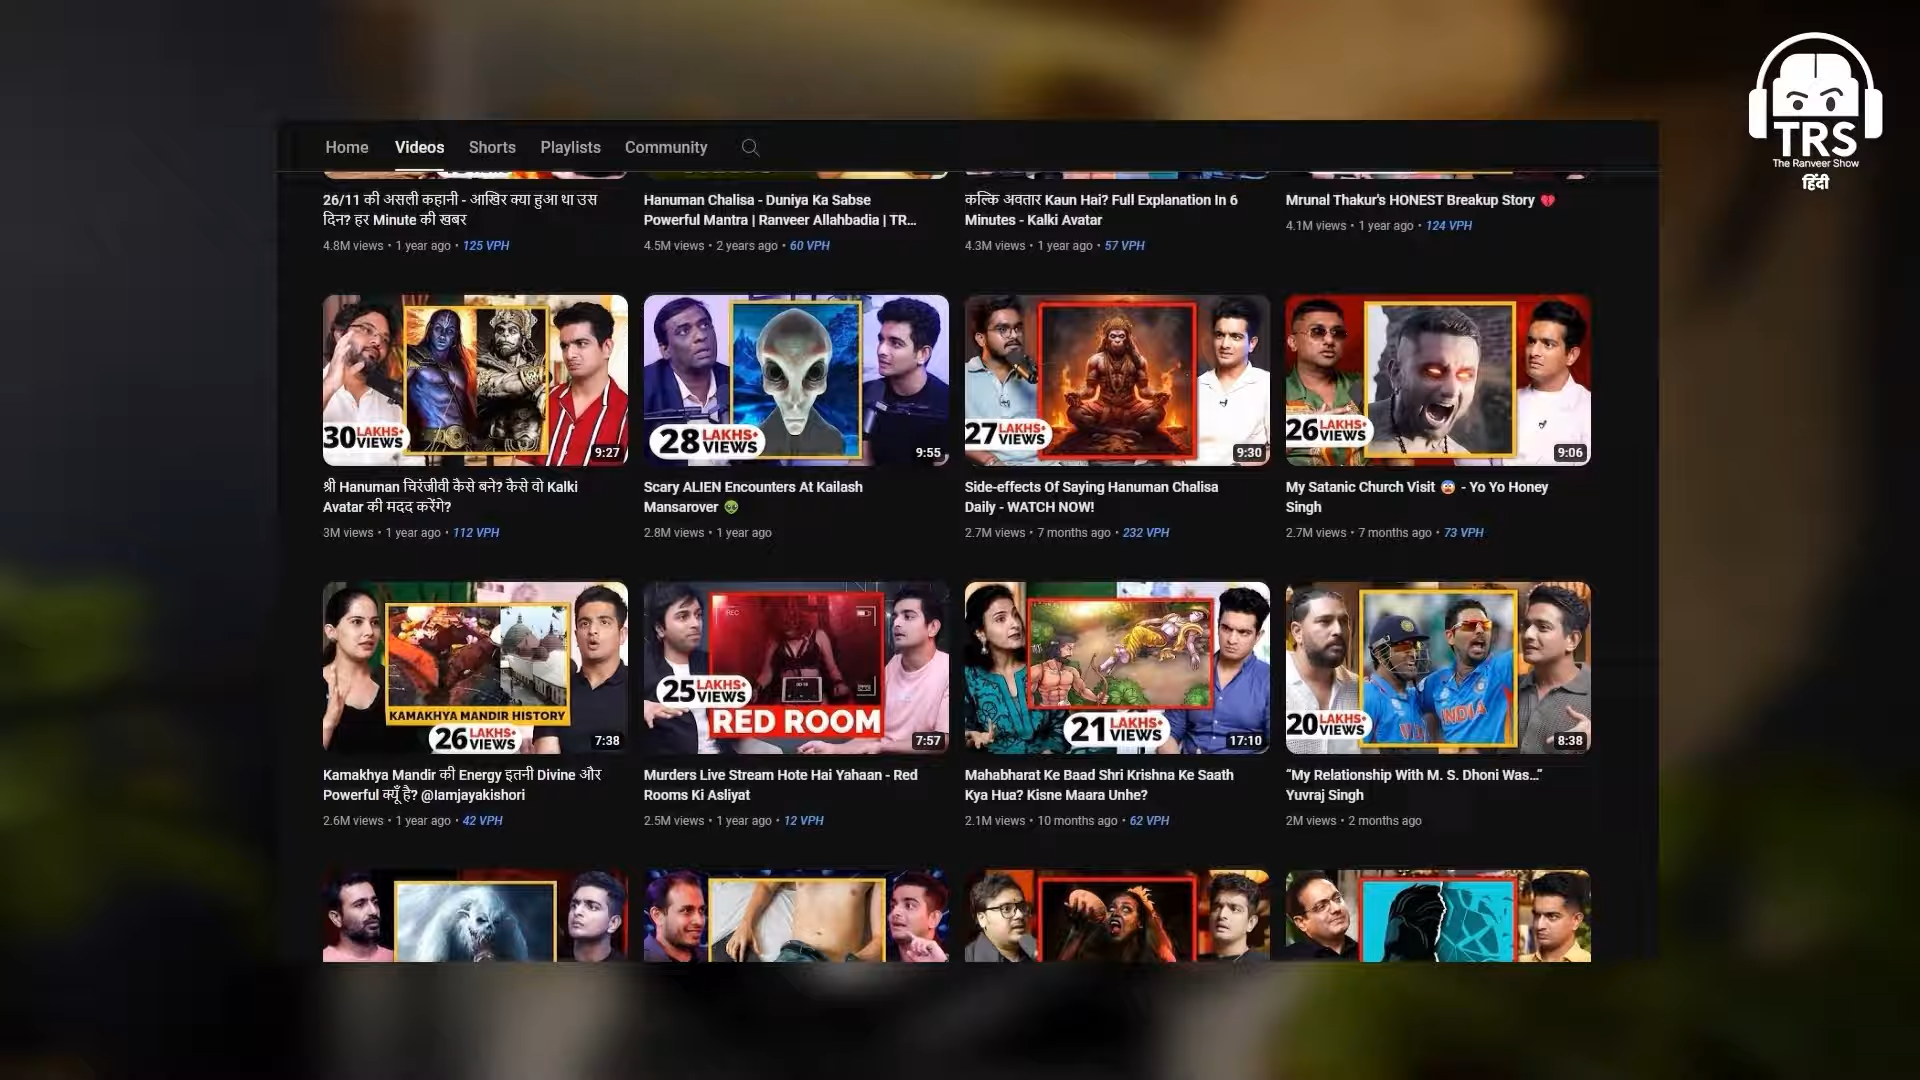 TRS
The Ranveer Show
हिंदी
Home Videos Shorts Playlists Community
26/11 की असली कहानी - आखिर क्या हुआ था उस
दिन? हर Minute की खबर
4.8M views • 1 year ago • 125 VPH
Hanuman Chalisa - Duniya Ka Sabse
Powerful Mantra | Ranveer Allahbadia | TR...
4.5M views • 2 years ago • 60 VPH
कल्कि अवतार Kaun Hai? Full Explanation In 6
Minutes - Kalki Avatar
4.3M views • 1 year ago • 57 VPH
Mrunal Thakur's HONEST Breakup Story 💔
4.1M views • 1 year ago • 124 VPH
30 LAKHS+
VIEWS
9:27
श्री Hanuman चिरंजीवी कैसे बने? कैसे वो Kalki
Avatar की मदद करेंगे?
3M views • 1 year ago • 112 VPH
28 LAKHS+
VIEWS
9:55
Scary ALIEN Encounters At Kailash
Mansarover 👽
2.8M views • 1 year ago
27 LAKHS+
VIEWS
9:30
Side-effects Of Saying Hanuman Chalisa
Daily - WATCH NOW!
2.7M views • 7 months ago • 232 VPH
26 LAKHS+
VIEWS
9:06
My Satanic Church Visit 😨 - Yo Yo Honey
Singh
2.7M views • 7 months ago • 73 VPH
KAMAKHYA MANDIR HISTORY
26 LAKHS+
VIEWS
7:38
Kamakhya Mandir की Energy इतनी Divine और
Powerful क्यूँ है? @Iamjayakishori
2.6M views • 1 year ago • 42 VPH
REC
25 LAKHS+
VIEWS
RED ROOM
7:57
Murders Live Stream Hote Hai Yahaan - Red
Rooms Ki Asliyat
2.5M views • 1 year ago • 12 VPH
21 LAKHS+
VIEWS
17:10
Mahabharat Ke Baad Shri Krishna Ke Saath
Kya Hua? Kisne Maara Unhe?
2.1M views • 10 months ago • 62 VPH
INDIA
20 LAKHS+
VIEWS
8:38
“My Relationship With M. S. Dhoni Was...”
Yuvraj Singh
2M views • 2 months ago